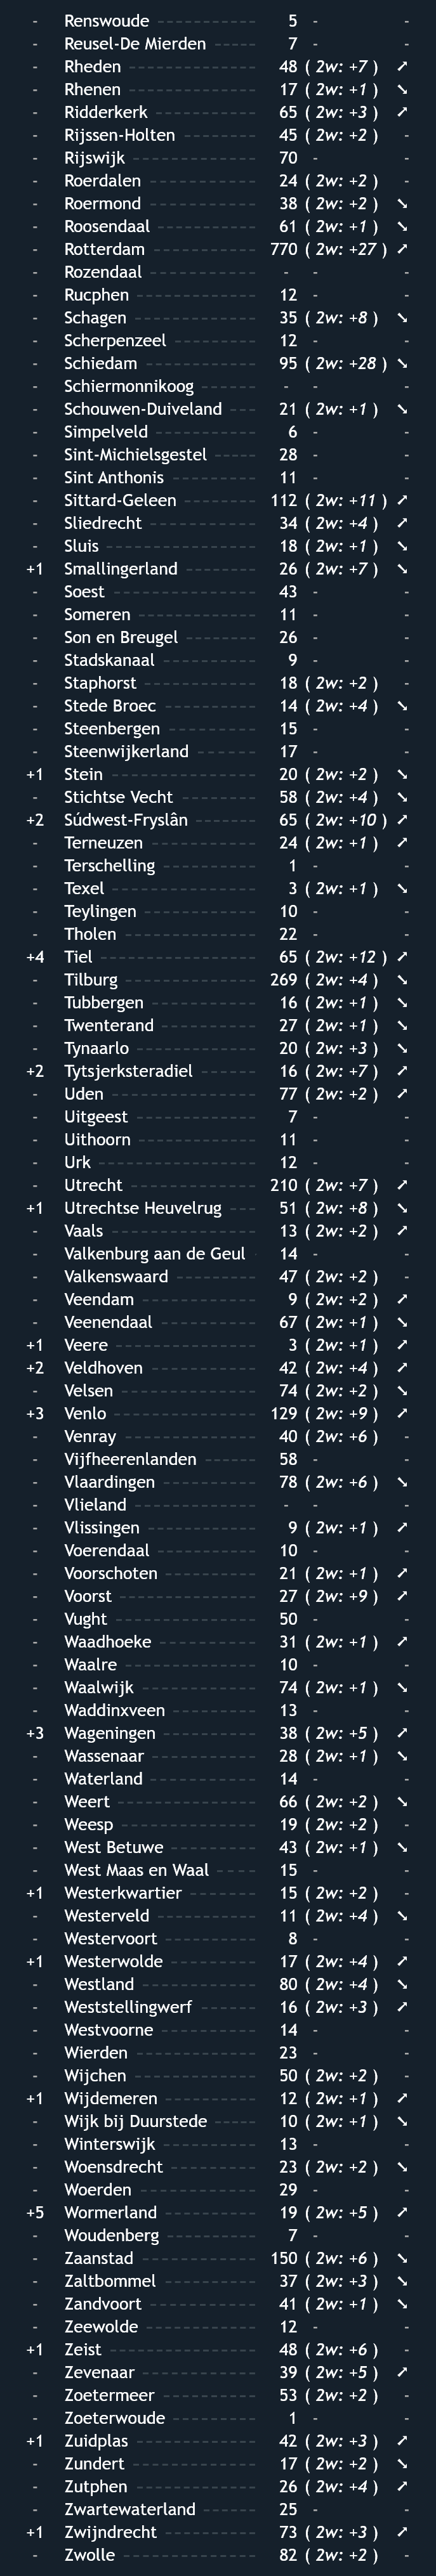 - Renswoude ---------- 5 - -
- Reusel-De Mierden ----- 7 - -
- Rheden ------------- 48 ( 2w: +7 ) ➚
- Rhenen ------------- 17 ( 2w: +1 ) ➘
- Ridderkerk ---------- 65 ( 2w: +3 ) ➚
- Rijssen-Holten -------- 45 ( 2w: +2 ) -
- Rijswijk ------------- 70 - -
- Roerdalen ----------- 24 ( 2w: +2 ) -
- Roermond ----------- 38 ( 2w: +2 ) ➘
- Roosendaal ---------- 61 ( 2w: +1 ) ➘
- Rotterdam ---------- 770 ( 2w: +27 ) ➚
- Rozendaal ----------- - - -
- Rucphen ------------ 12 - -
- Schagen ------------ 35 ( 2w: +8 ) ➘
- Scherpenzeel -------- 12 - -
- Schiedam ----------- 95 ( 2w: +28 ) ➘
- Schiermonnikoog ------ - - -
- Schouwen-Duiveland --- 21 ( 2w: +1 ) ➘
- Simpelveld ---------- 6 - -
- Sint-Michielsgestel ----- 28 - -
- Sint Anthonis --------- 11 - -
- Sittard-Geleen -------- 112 ( 2w: +11 ) ➚
- Sliedrecht ----------- 34 ( 2w: +4 ) ➚
- Sluis --------------- 18 ( 2w: +1 ) ➘
+1 Smallingerland -------- 26 ( 2w: +7 ) ➘
- Soest --------------- 43 - -
- Someren ------------ 11 - -
- Son en Breugel -------- 26 - -
- Stadskanaal ---------- 9 - -
- Staphorst ----------- 18 ( 2w: +2 ) -
- Stede Broec ---------- 14 ( 2w: +4 ) ➘
- Steenbergen --------- 15 - -
- Steenwijkerland ------ 17 - -
+1 Stein --------------- 20 ( 2w: +2 ) ➘
- Stichtse Vecht -------- 58 ( 2w: +4 ) ➘
+2 Súdwest-Fryslân ------- 65 ( 2w: +10 ) ➚
- Terneuzen ----------- 24 ( 2w: +1 ) ➚
- Terschelling ---------- 1 - -
- Texel --------------- 3 ( 2w: +1 ) ➘
- Teylingen ----------- 10 - -
- Tholen ------------- 22 - -
+4 Tiel ---------------- 65 ( 2w: +12 ) ➚
- Tilburg ------------- 269 ( 2w: +4 ) ➘
- Tubbergen ---------- 16 ( 2w: +1 ) ➘
- Twenterand --------- 27 ( 2w: +1 ) ➘
- Tynaarlo ------------ 20 ( 2w: +3 ) ➘
+2 Tytsjerksteradiel ------ 16 ( 2w: +7 ) ➚
- Uden --------------- 77 ( 2w: +2 ) ➚
- Uitgeest ------------ 7 - -
- Uithoorn ------------ 11 - -
- Urk ---------------- 12 - -
- Utrecht ------------- 210 ( 2w: +7 ) ➚
+1 Utrechtse Heuvelrug --- 51 ( 2w: +8 ) ➘
- Vaals --------------- 13 ( 2w: +2 ) ➚
- Valkenburg aan de Geul - 14 - -
- Valkenswaard -------- 47 ( 2w: +2 ) -
- Veendam ------------ 9 ( 2w: +2 ) ➚
- Veenendaal ---------- 67 ( 2w: +1 ) ➘
+1 Veere -------------- 3 ( 2w: +1 ) ➚
+2 Veldhoven ----------- 42 ( 2w: +4 ) ➚
- Velsen -------------- 74 ( 2w: +2 ) ➘
+3 Venlo --------------- 129 ( 2w: +9 ) ➚
- Venray ------------- 40 ( 2w: +6 ) -
- Vijfheerenlanden ------ 58 - -
- Vlaardingen ---------- 78 ( 2w: +6 ) ➘
- Vlieland ------------- - - -
- Vlissingen ----------- 9 ( 2w: +1 ) ➚
- Voerendaal ---------- 10 - -
- Voorschoten --------- 21 ( 2w: +1 ) ➚
- Voorst -------------- 27 ( 2w: +9 ) ➚
- Vught --------------- 50 - -
- Waadhoeke ---------- 31 ( 2w: +1 ) ➚
- Waalre ------------- 10 - -
- Waalwijk ------------ 74 ( 2w: +1 ) ➘
- Waddinxveen -------- 13 - -
+3 Wageningen --------- 38 ( 2w: +5 ) ➚
- Wassenaar ----------- 28 ( 2w: +1 ) ➘
- Waterland ----------- 14 - -
- Weert -------------- 66 ( 2w: +2 ) ➘
- Weesp -------------- 19 ( 2w: +2 ) -
- West Betuwe --------- 43 ( 2w: +1 ) ➘
- West Maas en Waal ---- 15 - -
+1 Westerkwartier ------- 15 ( 2w: +2 ) -
- Westerveld ---------- 11 ( 2w: +4 ) ➘
- Westervoort --------- 8 - -
+1 Westerwolde --------- 17 ( 2w: +4 ) ➚
- Westland ------------ 80 ( 2w: +4 ) ➘
- Weststellingwerf ------ 16 ( 2w: +3 ) ➚
- Westvoorne ---------- 14 - -
- Wierden ------------ 23 - -
- Wijchen ------------- 50 ( 2w: +2 ) -
+1 Wijdemeren --------- 12 ( 2w: +1 ) ➚
- Wijk bij Duurstede ----- 10 ( 2w: +1 ) ➘
- Winterswijk ---------- 13 - -
- Woensdrecht --------- 23 ( 2w: +2 ) ➘
- Woerden ------------ 29 - -
+5 Wormerland --------- 19 ( 2w: +5 ) ➚
- Woudenberg --------- 7 - -
- Zaanstad ------------ 150 ( 2w: +6 ) ➘
- Zaltbommel ---------- 37 ( 2w: +3 ) ➘
- Zandvoort ----------- 41 ( 2w: +1 ) ➘
- Zeewolde ----------- 12 - -
+1 Zeist --------------- 48 ( 2w: +6 ) -
- Zevenaar ------------ 39 ( 2w: +5 ) ➚
- Zoetermeer ---------- 53 ( 2w: +2 ) -
- Zoeterwoude -------- 1 - -
+1 Zuidplas ------------ 42 ( 2w: +3 ) ➚
- Zundert ------------- 17 ( 2w: +2 ) ➘
- Zutphen ------------ 26 ( 2w: +4 ) ➚
- Zwartewaterland ------ 25 - -
+1 Zwijndrecht ---------- 73 ( 2w: +3 ) ➚
- Zwolle -------------- 82 ( 2w: +2 ) -